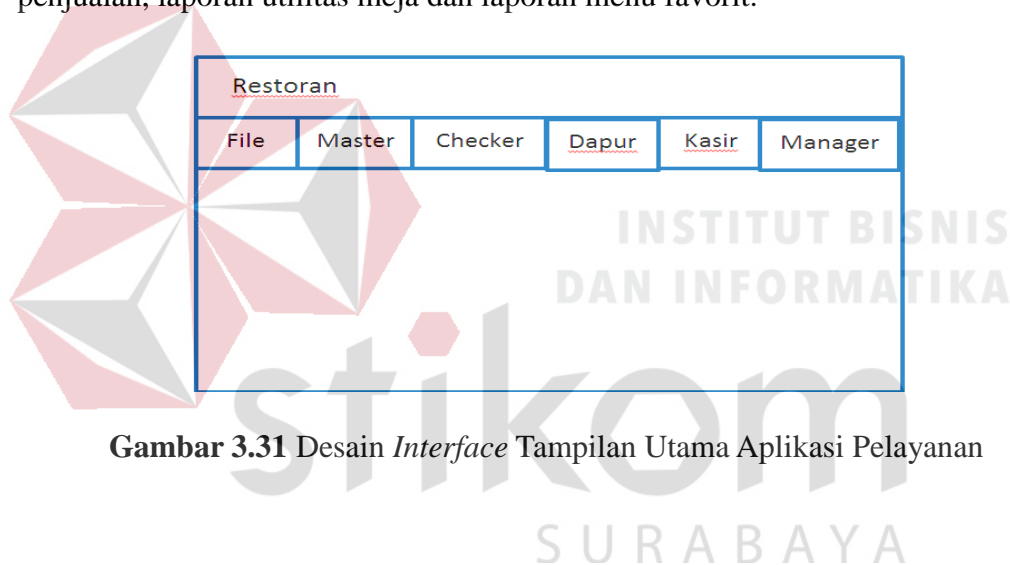 penjualan, laporan utilitas meja dan laporan menu favorit.
Restoran
File Master Checker Dapur Kasir Manager
INSTITUT BISNIS
DAN INFORMATIKA
stikom
Gambar 3.31 Desain Interface Tampilan Utama Aplikasi Pelayanan
SURABAYA